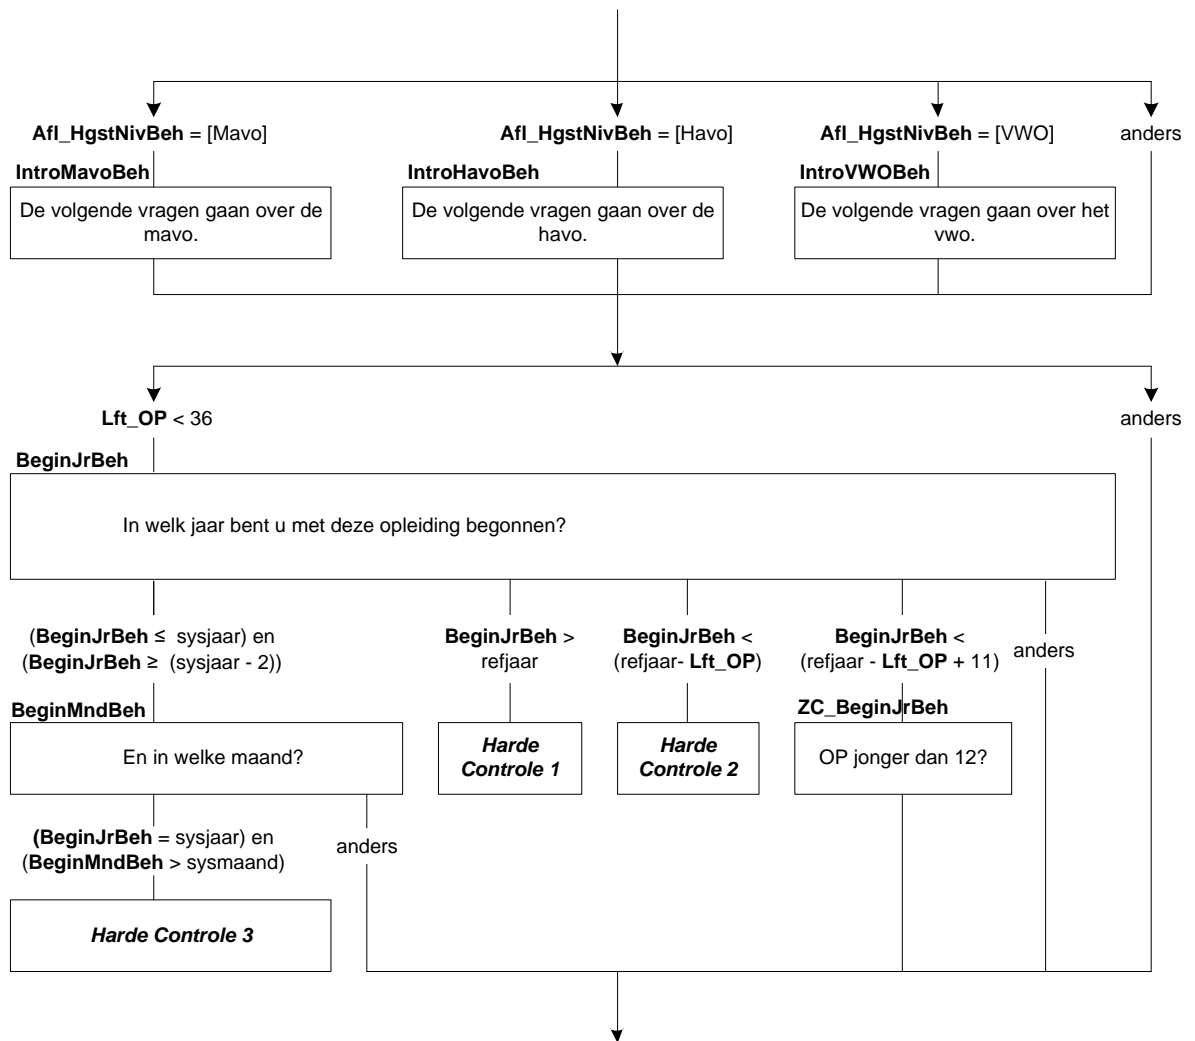 Afl_HgstNivBeh = [Mavo]
Afl_HgstNivBeh = [Havo]
Afl_HgstNivBeh = [VWO]
anders
IntroMavoBeh
De volgende vragen gaan over de
mavo.
IntroHavoBeh
De volgende vragen gaan over de
havo.
IntroVWOBeh
De volgende vragen gaan over het
vwo.
Lft_OP < 36
anders
BeginJrBeh
In welk jaar bent u met deze opleiding begonnen?
(BeginJrBeh ≤ sysjaar) en
(BeginJrBeh ≥ (sysjaar - 2))
BeginJrBeh >
refjaar
BeginJrBeh <
(refjaar- Lft_OP)
BeginJrBeh <
(refjaar - Lft_OP + 11)
anders
BeginMndBeh
En in welke maand?
Harde
Controle 1
Harde
Controle 2
ZC_BeginJrBeh
OP jonger dan 12?
(BeginJrBeh = sysjaar) en
(BeginMndBeh > sysmaand)
anders
Harde Controle 3